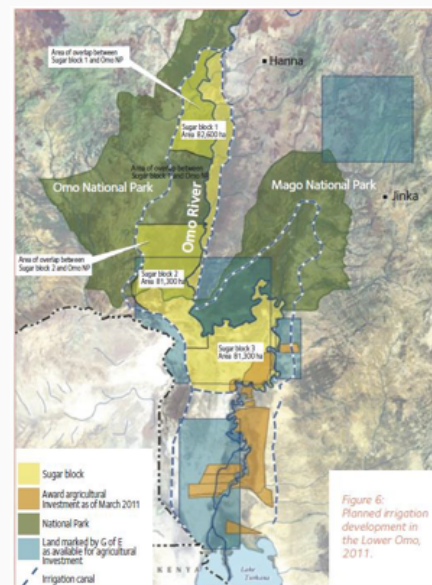 Area of overlap between
Sugar block 1 and Omo NP
Hanna
Sugar block 1
Area 82,600 ha
Area of overlap between
Sugar block 1 Omo NP
Omo National Park
Omo River
Mago National Park
Jinka
Area of overlap between
Sugar block 2 and Omo NP
Sugar block 2
Area 81,300 ha
Sugar block 3
Area 81,300 ha
Sugar block
Award argricultural
Investment as of March 2011
National Park
Land marked by G of E
as available for agricultural
Investment
Irrigation canal
KENYA
Lake
Turkana
Figure 6:
Planned irrigation
development in
the Lower Omo,
2011.